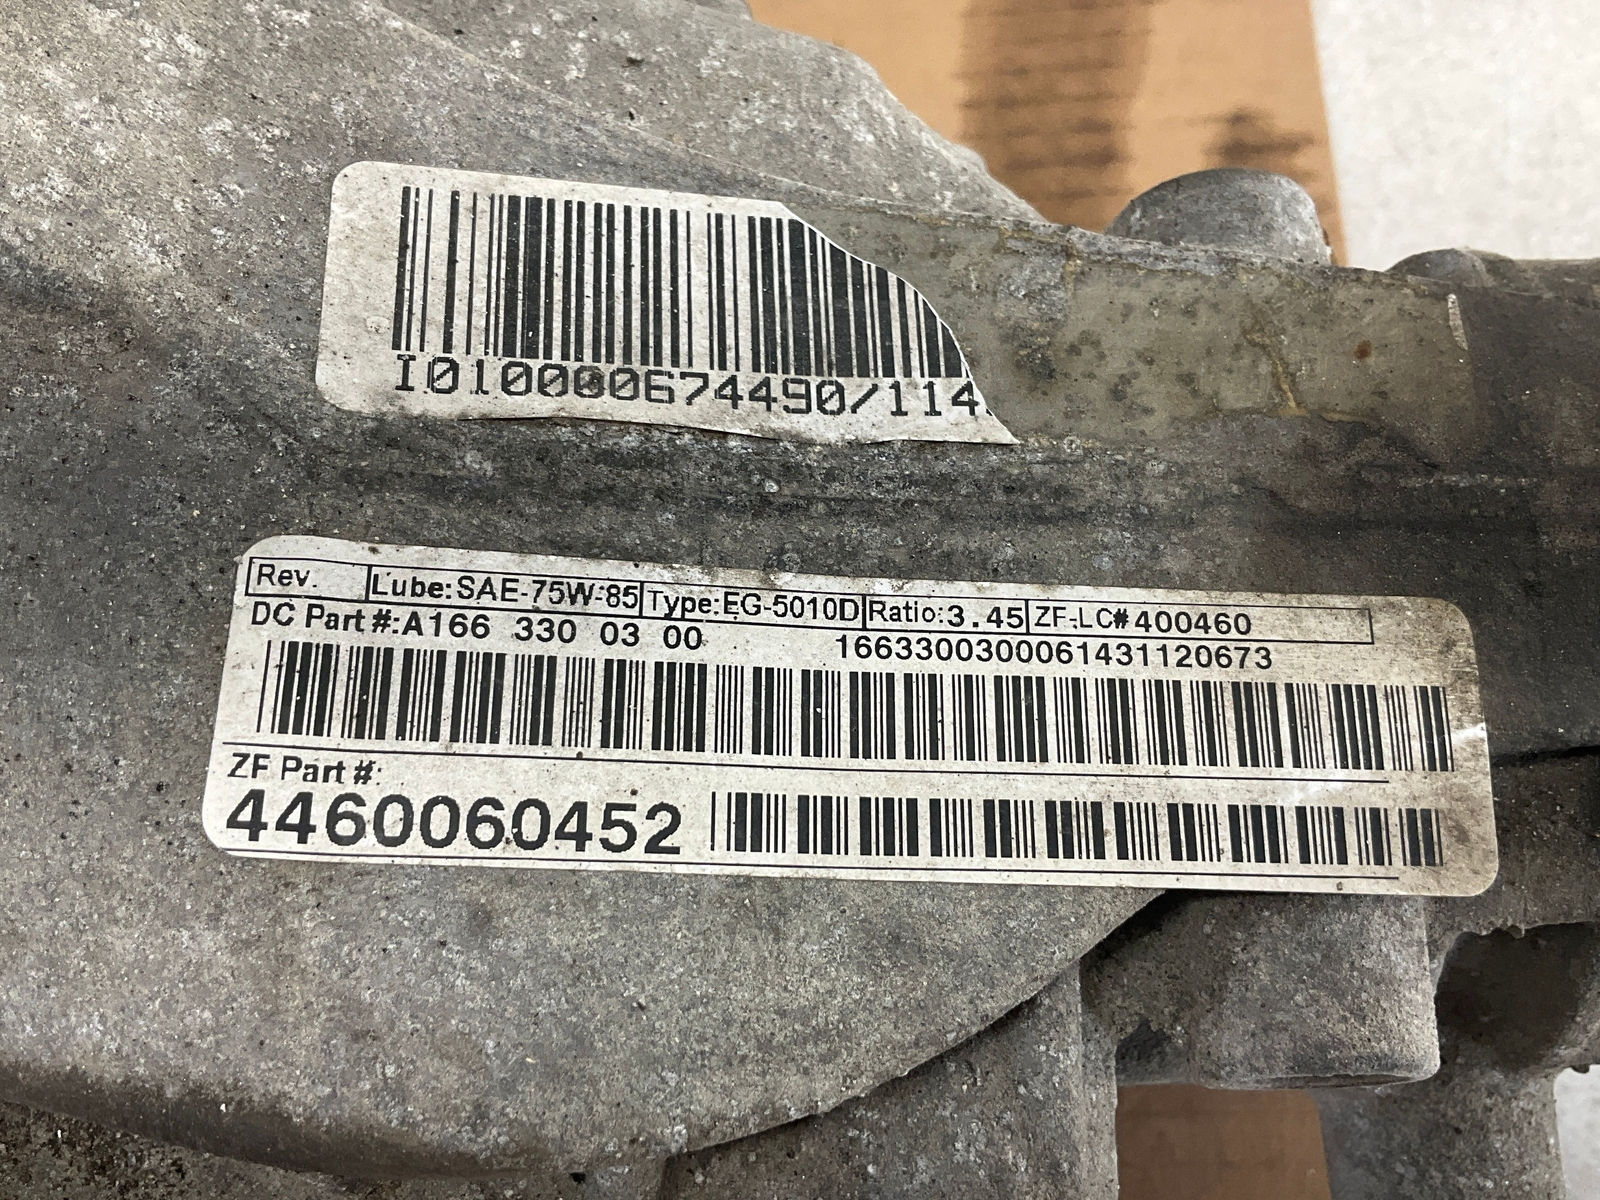 I010000674490/114
Rev. Lube:SAE-75W-85 Type:EG-5010D Ratio:3.45 ZF-LC#400460
DC Part#:A166 330 03 00 1663300300061431120673
ZF Part #:
4460060452